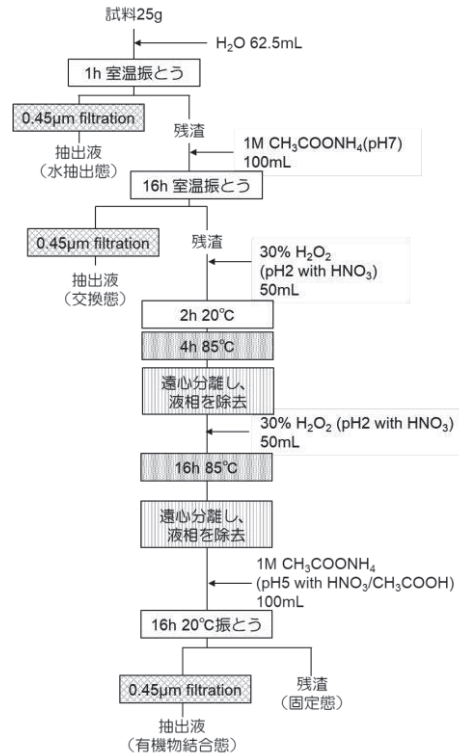 試料25g
H₂O 62.5mL
1h 室温振とう
0.45μm filtration
残渣
抽出液
（水抽出態）
1M CH₃COONH₄(pH7)
100mL
16h 室温振とう
0.45μm filtration
残渣
抽出液
（交換態）
30% H₂O₂
(pH2 with HNO₃)
50mL
2h 20℃
4h 85℃
遠心分離し、
液相を除去
30% H₂O₂ (pH2 with HNO₃)
50mL
16h 85℃
遠心分離し、
液相を除去
1M CH₃COONH₄
(pH5 with HNO₃/CH₃COOH)
100mL
16h 20℃振とう
0.45μm filtration
残渣
（固定態）
抽出液
（有機物結合態）